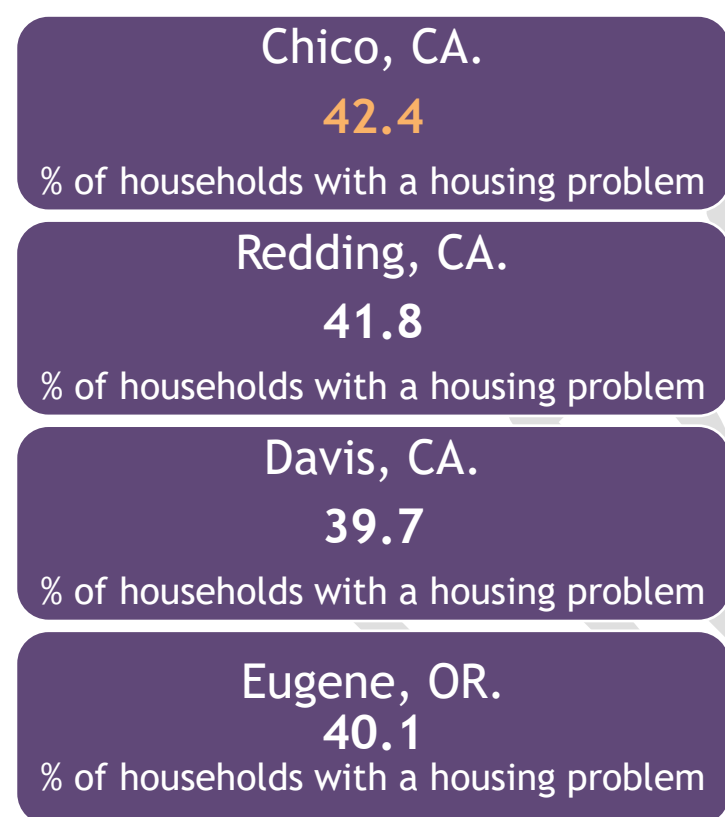 Chico, CA.
42.4
% of households with a housing problem
Redding, CA.
41.8
% of households with a housing problem
Davis, CA.
39.7
% of households with a housing problem
Eugene, OR.
40.1
% of households with a housing problem